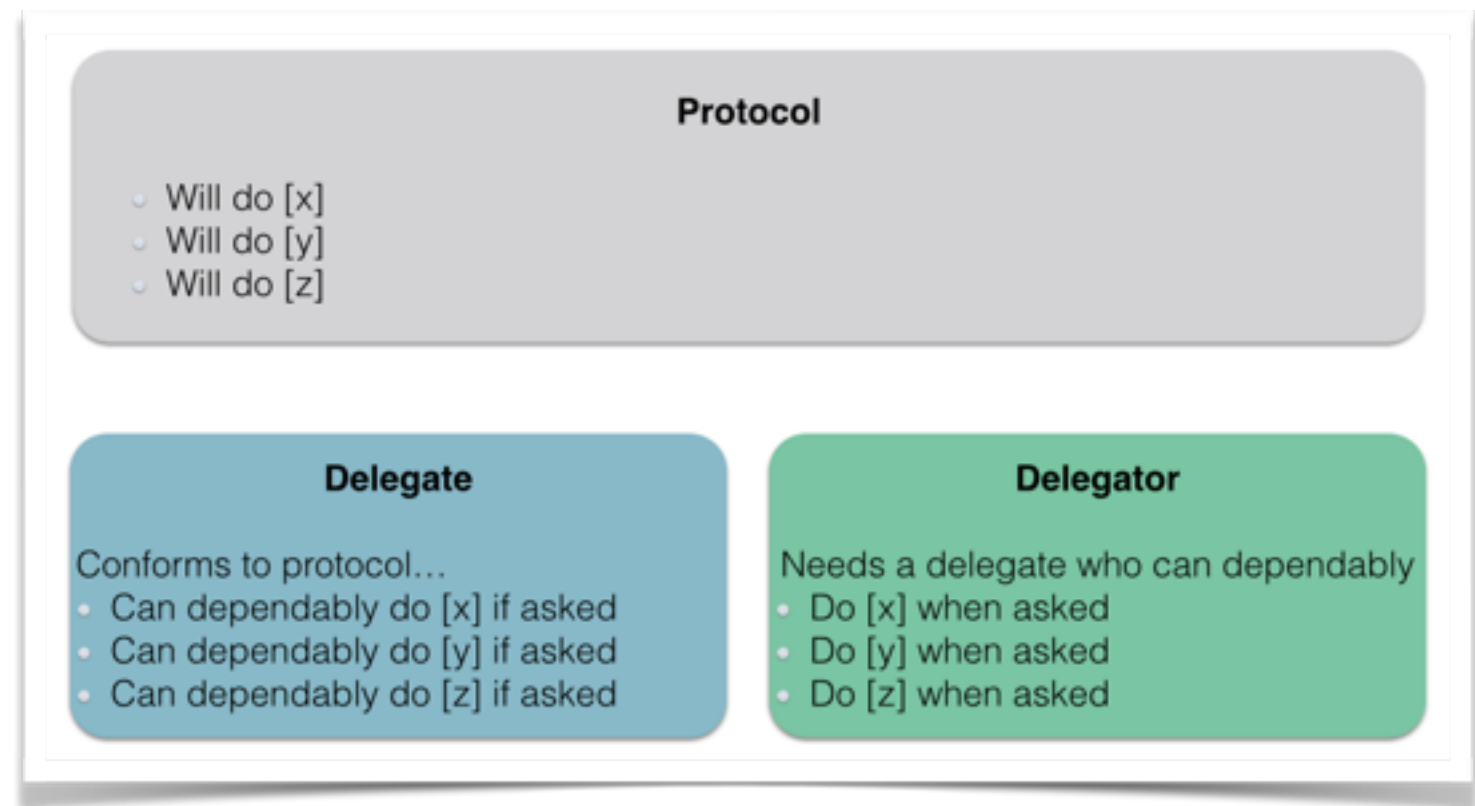 Protocol
• Will do [x]
• Will do [y]
• Will do [z]
Delegate
Conforms to protocol...
• Can dependably do [x] if asked
• Can dependably do [y] if asked
• Can dependably do [z] if asked
Delegator
Needs a delegate who can dependably
• Do [x] when asked
• Do [y] when asked
• Do [z] when asked